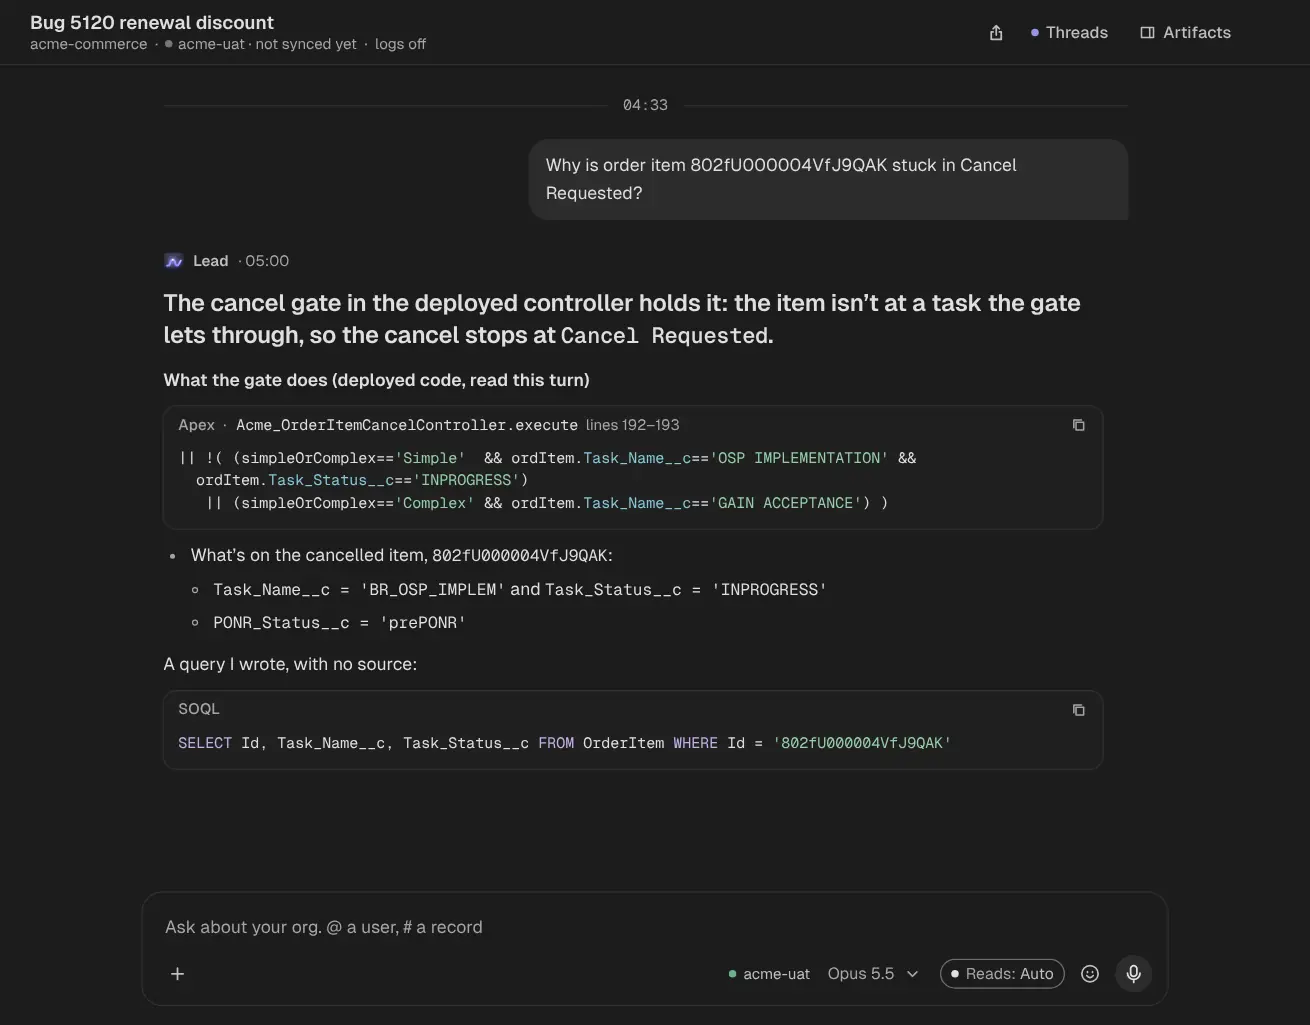 Bug 5120 renewal discount
acme-commerce · acme-uat · not synced yet · logs off
Threads
Artifacts
04:33
Why is order item 802fU000004VfJ9QAK stuck in Cancel
Requested?
Lead · 05:00
The cancel gate in the deployed controller holds it: the item isn’t at a task the gate
lets through, so the cancel stops at Cancel Requested.
What the gate does (deployed code, read this turn)
Apex · Acme_OrderItemCancelController.execute lines 192–193
|| !( (simpleOrComplex=='Simple'  && ordItem.Task_Name__c=='OSP IMPLEMENTATION' &&
ordItem.Task_Status__c=='INPROGRESS')
|| (simpleOrComplex=='Complex' && ordItem.Task_Name__c=='GAIN ACCEPTANCE') )
What’s on the cancelled item, 802fU000004VfJ9QAK:
Task_Name__c = 'BR_OSP_IMPLEM' and Task_Status__c = 'INPROGRESS'
PONR_Status__c = 'prePONR'
A query I wrote, with no source:
SOQL
SELECT Id, Task_Name__c, Task_Status__c FROM OrderItem WHERE Id = '802fU000004VfJ9QAK'
Ask about your org. @ a user, # a record
acme-uat
Opus 5.5
Reads: Auto